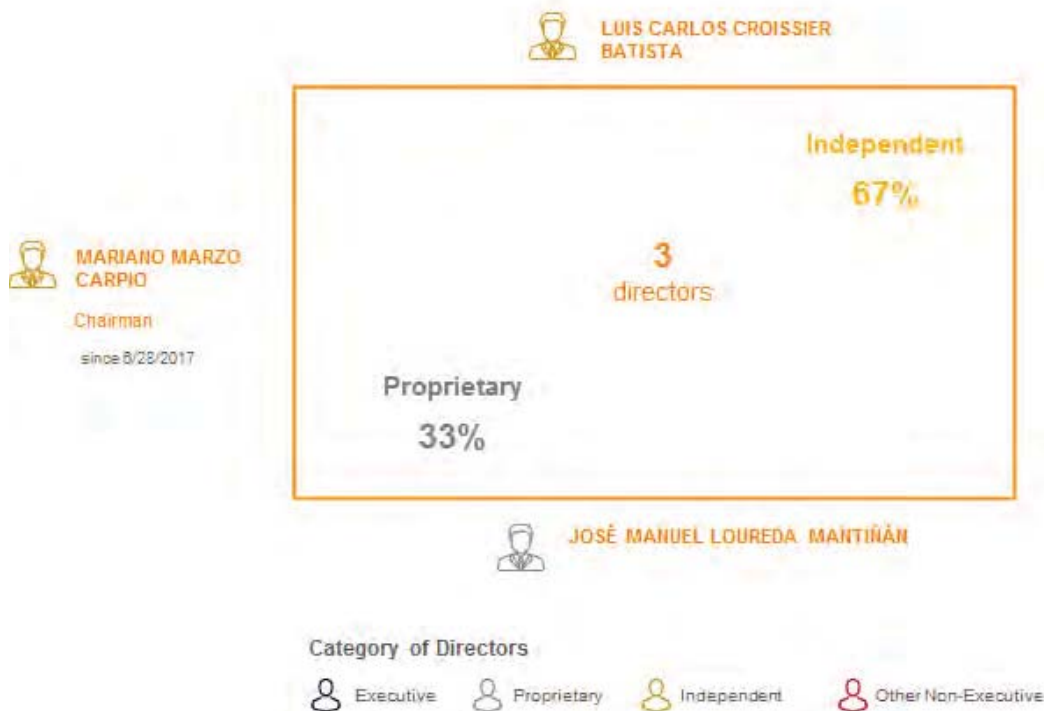 LUIS CARLOS CROISSIER
BATISTA
Independent
67%
MARIANO MARZO
CARPIO
Chairman
since 6/28/2017
3
directors
Proprietary
33%
JOSÉ MANUEL LOUREDA MANTIÑÁN
Category of Directors
Executive
Proprietary
Independent
Other Non-Executive